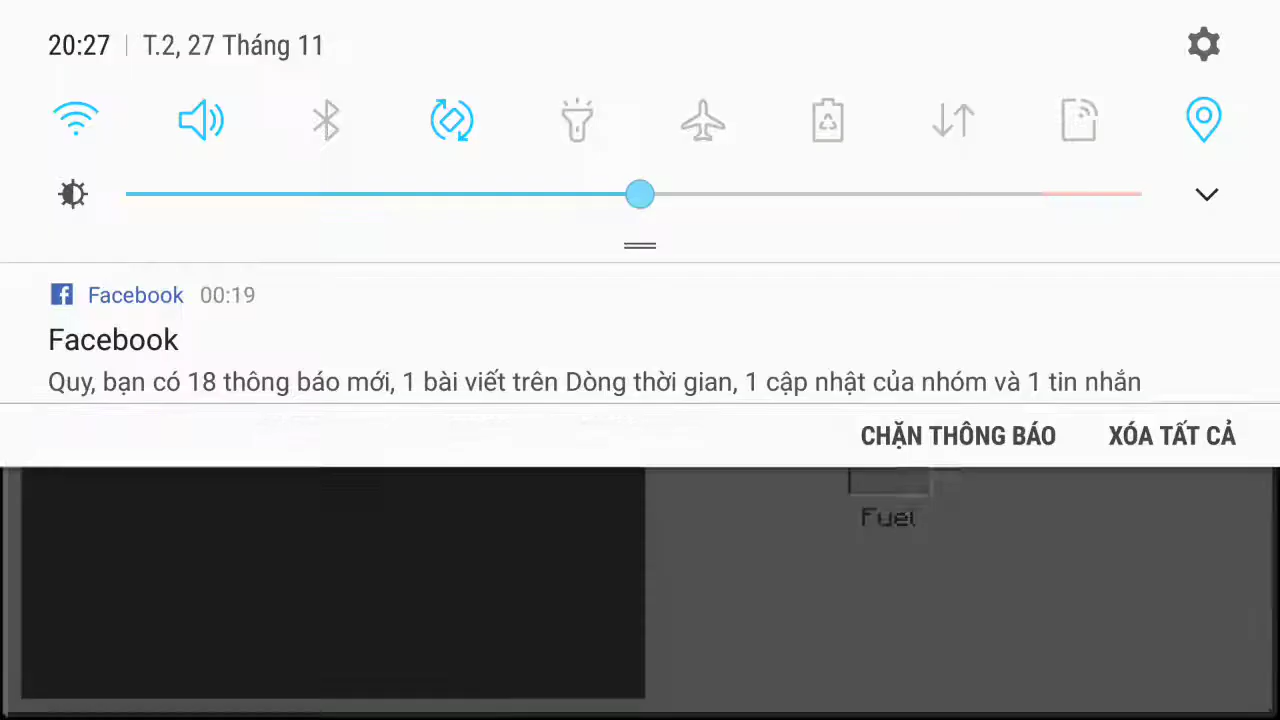 20:27 | T.2, 27 Tháng 11
Facebook 00:19
Facebook
Quy, bạn có 18 thông báo mới, 1 bài viết trên Dòng thời gian, 1 cập nhật của nhóm và 1 tin nhắn
CHẶN THÔNG BÁO XÓA TẤT CẢ
Fuel